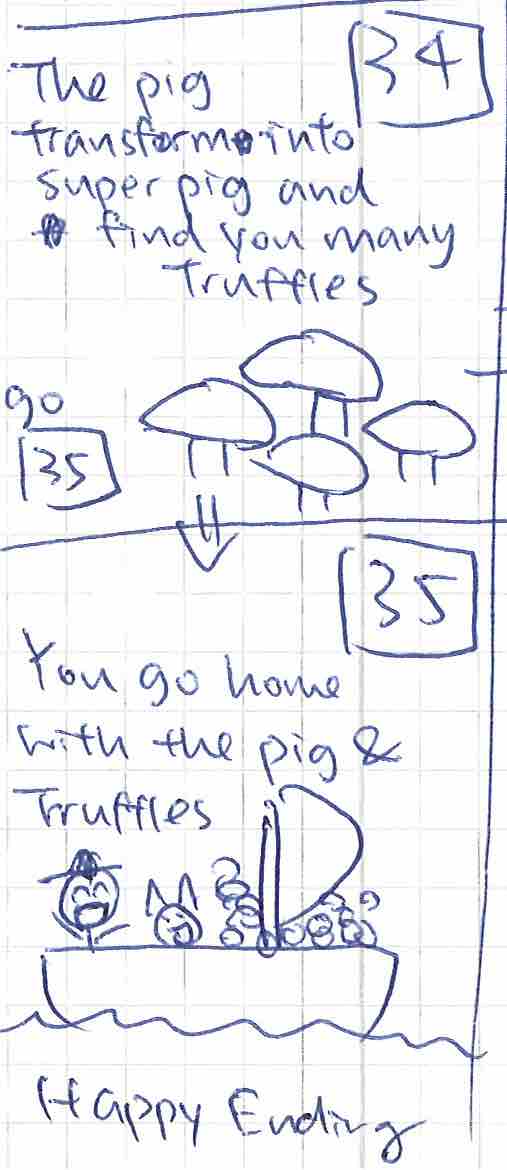 34
The pig
transform into
super pig and
find you many
Truffles
go
35
35
You go home
with the pig &
Truffles
Happy Ending